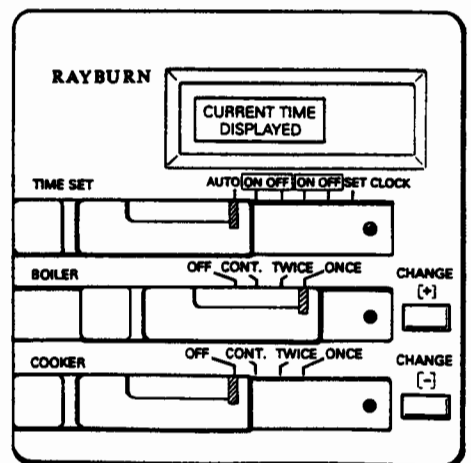 RAYBURN
CURRENT TIME
DISPLAYED
TIME SET
AUTO ON OFF ON OFF SET CLOCK
BOILER
OFF CONT. TWICE ONCE
CHANGE
[+]
COOKER
OFF CONT. TWICE ONCE
CHANGE
[-]